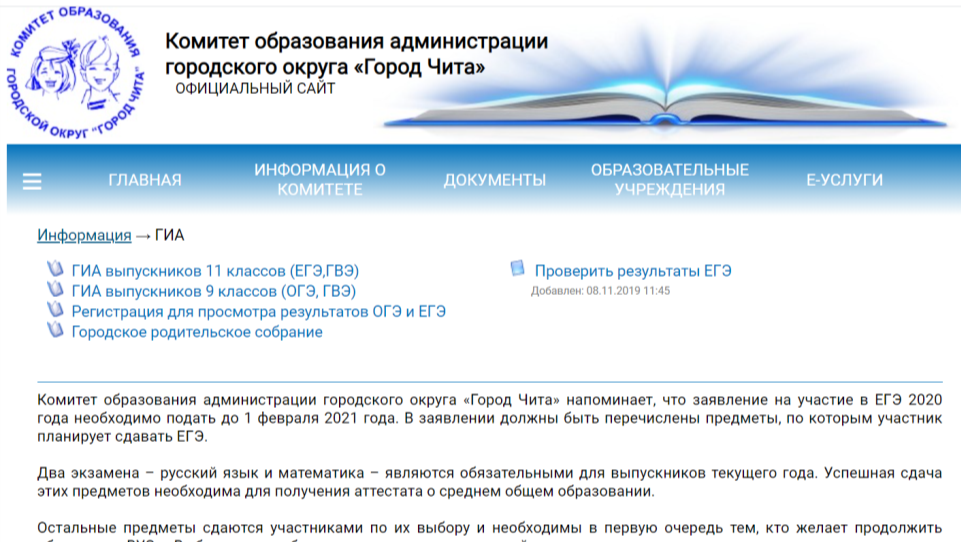 КОМИТЕТ ОБРАЗОВАНИЯ
ГОРОДСКОЙ ОКРУГ "ГОРОД ЧИТА"
Комитет образования администрации
городского округа «Город Чита»
ОФИЦИАЛЬНЫЙ САЙТ
ГЛАВНАЯ
ИНФОРМАЦИЯ О
КОМИТЕТЕ
ДОКУМЕНТЫ
ОБРАЗОВАТЕЛЬНЫЕ
УЧРЕЖДЕНИЯ
Е-УСЛУГИ
Информация → ГИА
ГИА выпускников 11 классов (ЕГЭ,ГВЭ)
ГИА выпускников 9 классов (ОГЭ, ГВЭ)
Регистрация для просмотра результатов ОГЭ и ЕГЭ
Городское родительское собрание
Проверить результаты ЕГЭ
Добавлен: 08.11.2019 11:45
Комитет образования администрации городского округа «Город Чита» напоминает, что заявление на участие в ЕГЭ 2020
года необходимо подать до 1 февраля 2021 года. В заявлении должны быть перечислены предметы, по которым участник
планирует сдавать ЕГЭ.
Два экзамена – русский язык и математика – являются обязательными для выпускников текущего года. Успешная сдача
этих предметов необходима для получения аттестата о среднем общем образовании.
Остальные предметы сдаются участниками по их выбору и необходимы в первую очередь тем, кто желает продолжить